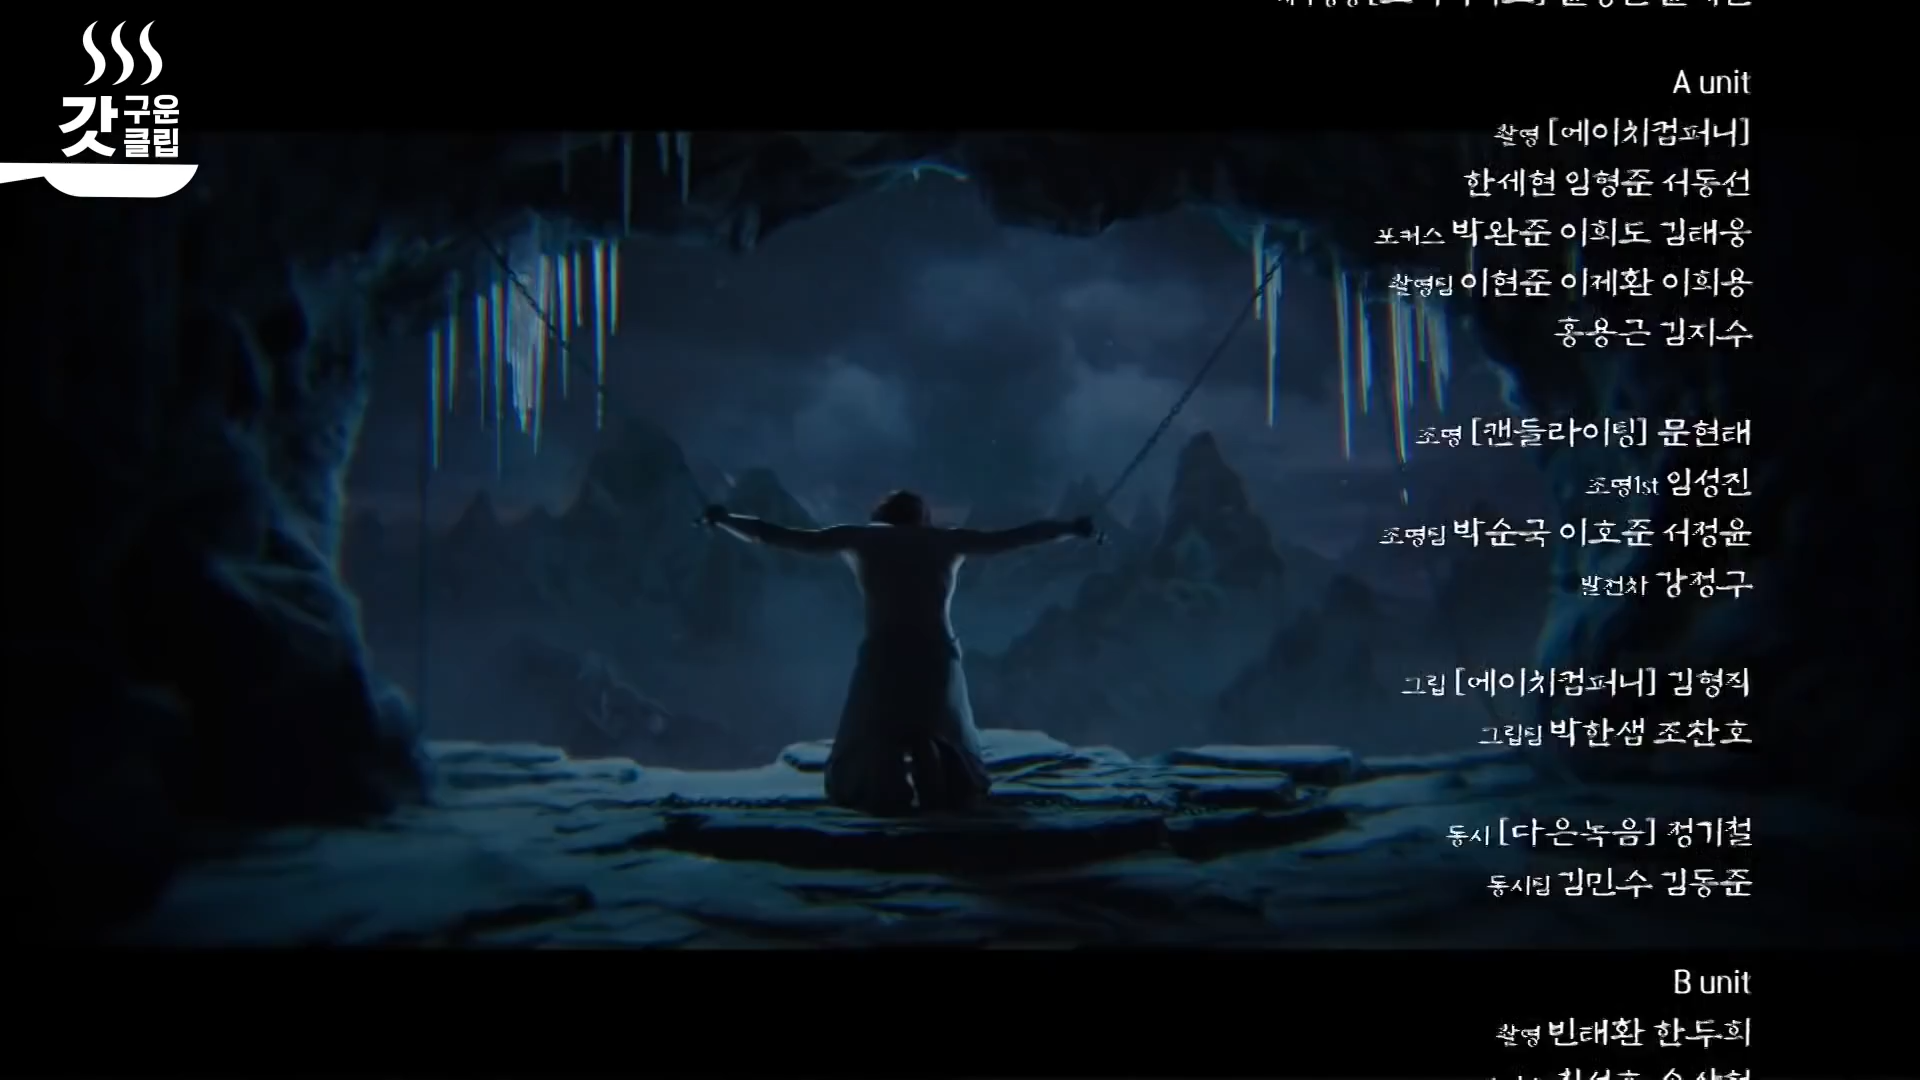 갓 구운
클립
A unit
촬영 [에이치컴퍼니]
한세현 임형준 서동선
포커스 박완준 이희도 김태웅
촬영팀 이현준 이제환 이희용
홍용근 김지수
조명 [캔들라이팅] 문현태
조명1st 임성진
조명팀 박순국 이호준 서정윤
발전차 강정구
그립 [에이치컴퍼니] 김형직
그립팀 박한샘 조찬호
동시 [다은녹음] 정기철
동시팀 김민수 김동준
B unit
촬영 빈태환 한두희